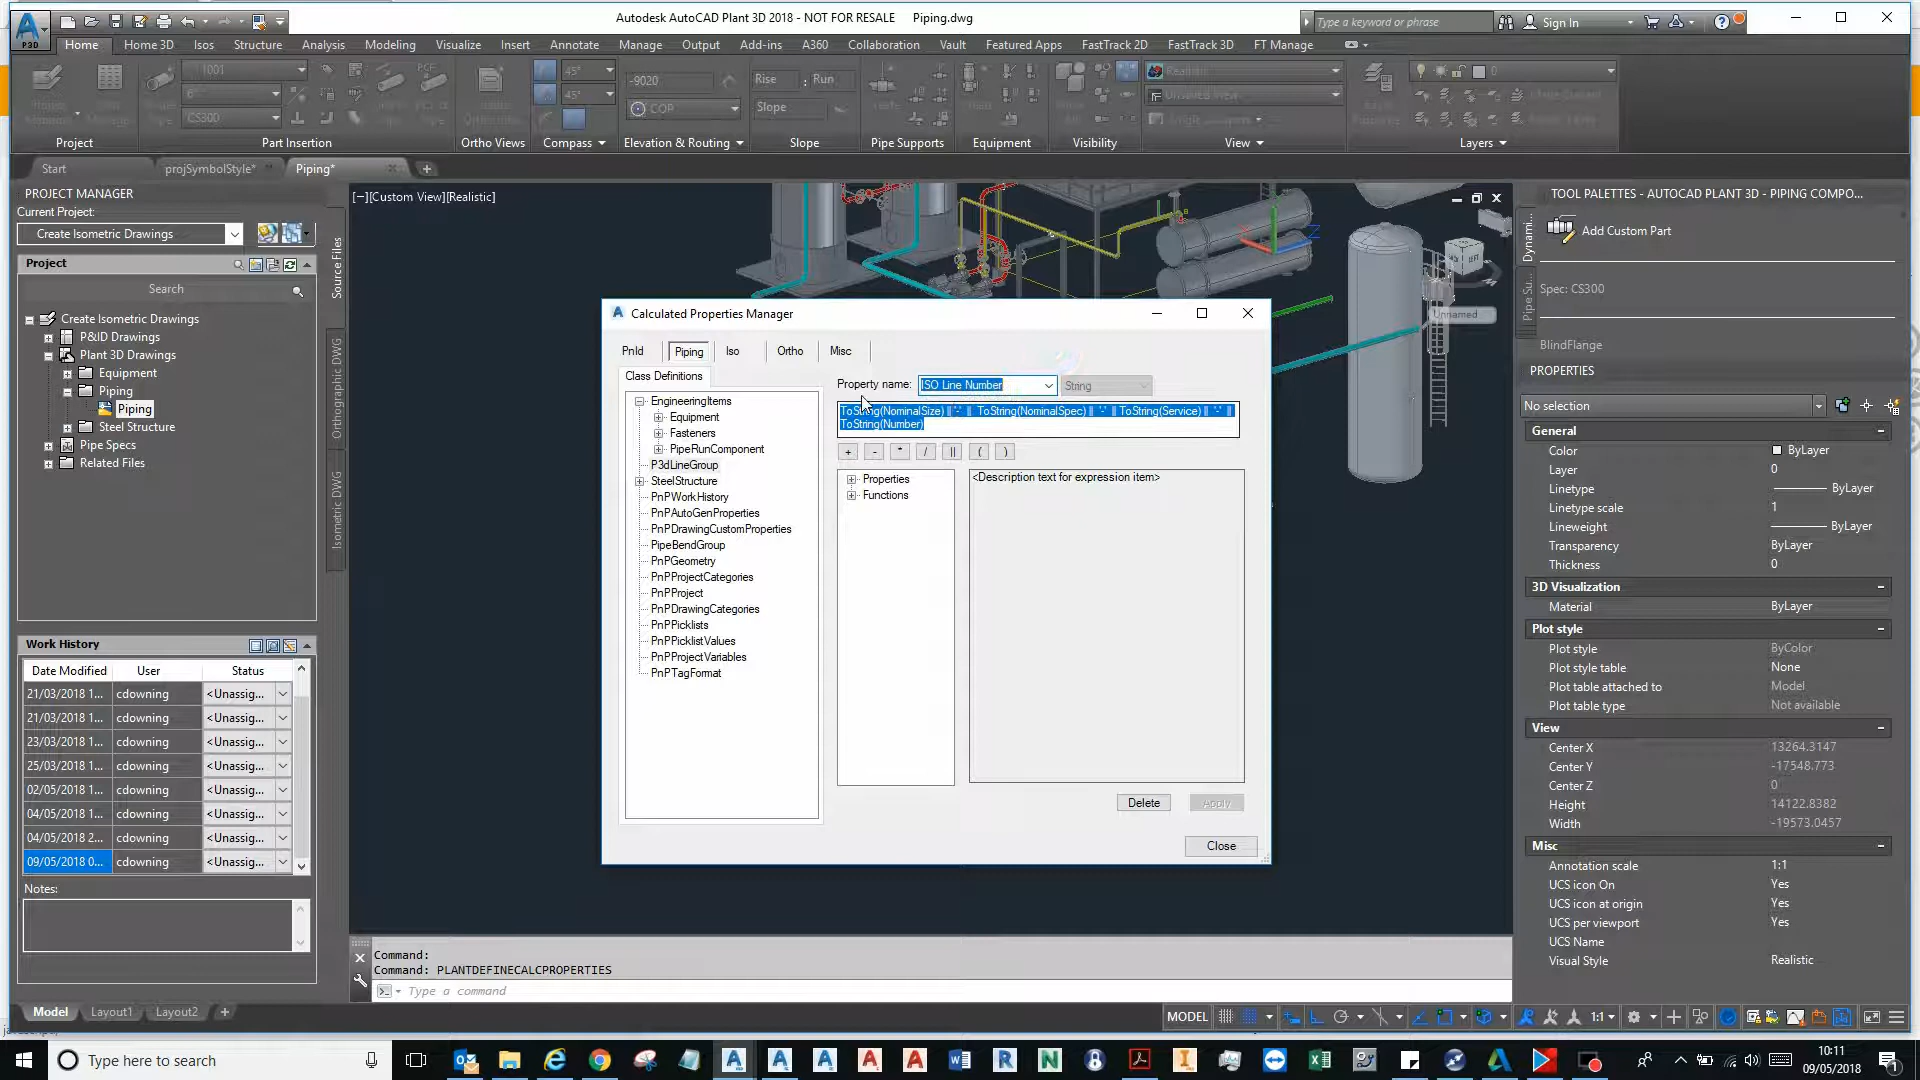 Autodesk AutoCAD Plant 3D 2018 - NOT FOR RESALE    Piping.dwg
Type a keyword or phrase
Sign In
P3D
Home
Home 3D
Isos
Structure
Analysis
Modeling
Visualize
Insert
Annotate
Manage
Output
Add-ins
A360
Collaboration
Vault
Featured Apps
FastTrack 2D
FastTrack 3D
FT Manage
1001
6"
CS300
45°
45°
-9020
COP
Rise : Run
Slope
Realistic
0
Project
Part Insertion
Ortho Views
Compass
Elevation & Routing
Slope
Pipe Supports
Equipment
Visibility
View
Layers
Start
projSymbolStyle*
Piping*
PROJECT MANAGER
Current Project:
Create Isometric Drawings
Project
Search
Create Isometric Drawings
P&ID Drawings
Plant 3D Drawings
Equipment
Piping
Piping
Steel Structure
Pipe Specs
Related Files
Source Files
Orthographic DWG
Isometric DWG
Work History
Date Modified User Status
21/03/2018 1... cdowning <Unassig...
21/03/2018 1... cdowning <Unassig...
23/03/2018 1... cdowning <Unassig...
25/03/2018 1... cdowning <Unassig...
02/05/2018 1... cdowning <Unassig...
04/05/2018 1... cdowning <Unassig...
04/05/2018 2... cdowning <Unassig...
09/05/2018 0... cdowning <Unassig...
Notes:
[−][Custom View][Realistic]
Unnamed
Calculated Properties Manager
PnId
Piping
Iso
Ortho
Misc
Class Definitions
EngineeringItems
Equipment
Fasteners
PipeRunComponent
P3dLineGroup
SteelStructure
PnPWorkHistory
PnPAutoGenProperties
PnPDrawingCustomProperties
PipeBendGroup
PnPGeometry
PnPProjectCategories
PnPProject
PnPDrawingCategories
PnPPicklists
PnPPicklistValues
PnPProjectVariables
PnPTagFormat
Property name: ISO Line Number String
ToString(NominalSize) || '-' || ToString(NominalSpec) || '-' || ToString(Service) || '-' ||
ToString(Number)
+ - * / || ( )
Properties
Functions
<Description text for expression item>
Delete
Apply
Close
Command:
Command: PLANTDEFINECALCPROPERTIES
Type a command
TOOL PALETTES - AUTOCAD PLANT 3D - PIPING COMPO...
Dynami...
Pipe Su...
Add Custom Part
Spec: CS300
BlindFlange
PROPERTIES
No selection
General
Color ByLayer
Layer 0
Linetype ByLayer
Linetype scale 1
Lineweight ByLayer
Transparency ByLayer
Thickness 0
3D Visualization
Material ByLayer
Plot style
Plot style ByColor
Plot style table None
Plot table attached to Model
Plot table type Not available
View
Center X 13264.3147
Center Y -17548.773
Center Z 0
Height 14122.8382
Width -19573.0457
Misc
Annotation scale 1:1
UCS icon On Yes
UCS icon at origin Yes
UCS per viewport Yes
UCS Name
Visual Style Realistic
Model
Layout1
Layout2
MODEL
1:1
Type here to search
10:11
09/05/2018
1